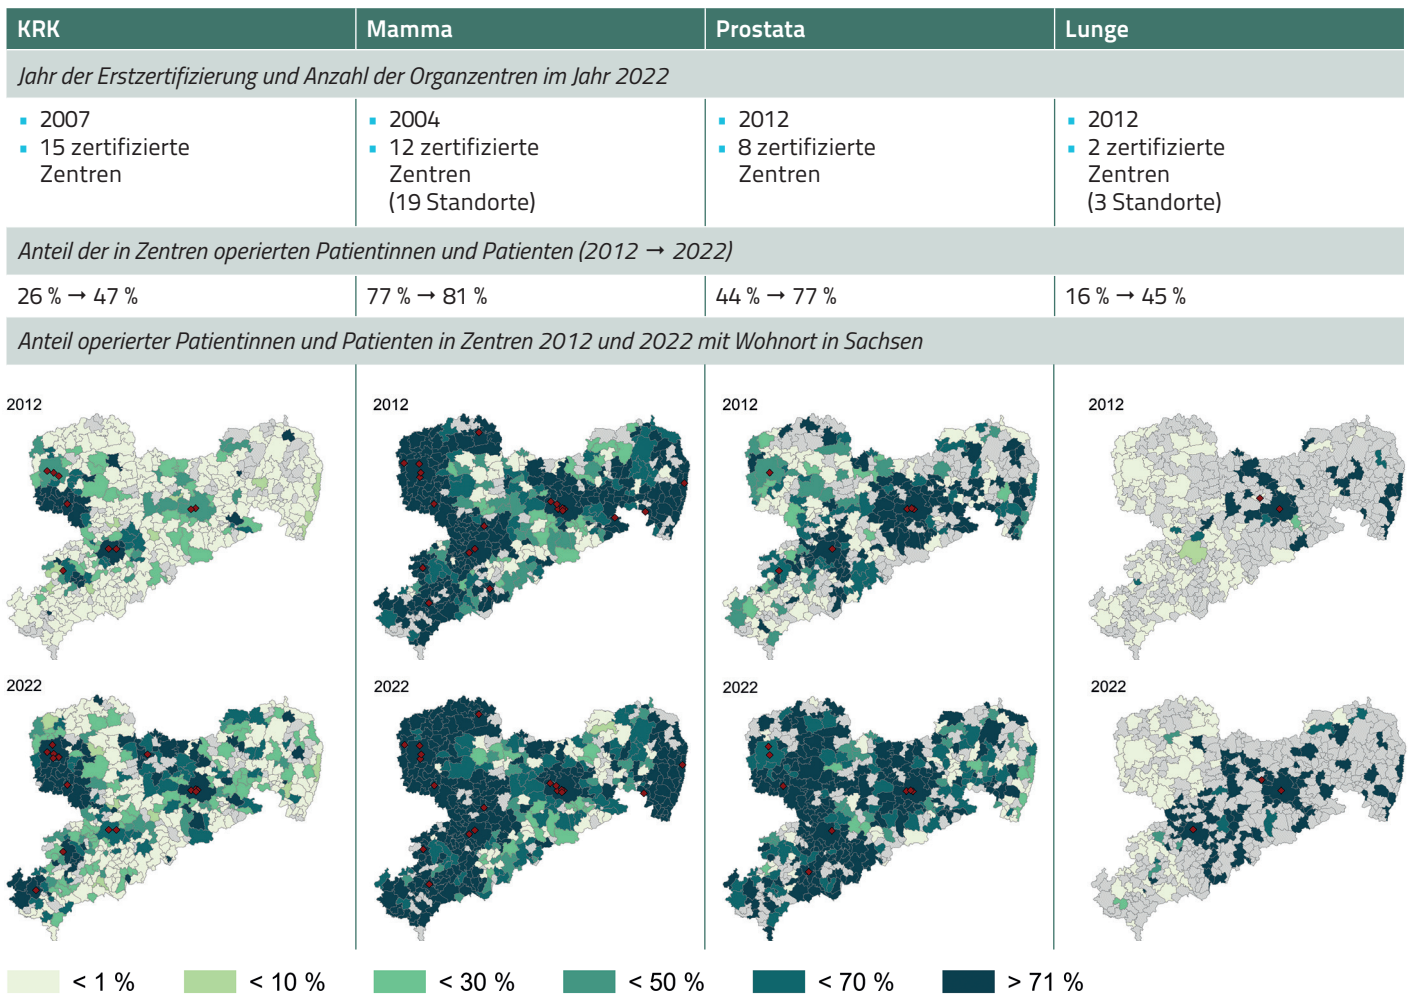 KRK
Mamma
Prostata
Lunge
Jahr der Erstzertifizierung und Anzahl der Organzentren im Jahr 2022
▪ 2007
▪ 15 zertifizierte
Zentren
▪ 2004
▪ 12 zertifizierte
Zentren
(19 Standorte)
▪ 2012
▪ 8 zertifizierte
Zentren
▪ 2012
▪ 2 zertifizierte
Zentren
(3 Standorte)
Anteil der in Zentren operierten Patientinnen und Patienten (2012 → 2022)
26 % → 47 %
77 % → 81 %
44 % → 77 %
16 % → 45 %
Anteil operierter Patientinnen und Patienten in Zentren 2012 und 2022 mit Wohnort in Sachsen
2012
2012
2012
2012
2022
2022
2022
2022
< 1 %
< 10 %
< 30 %
< 50 %
< 70 %
> 71 %